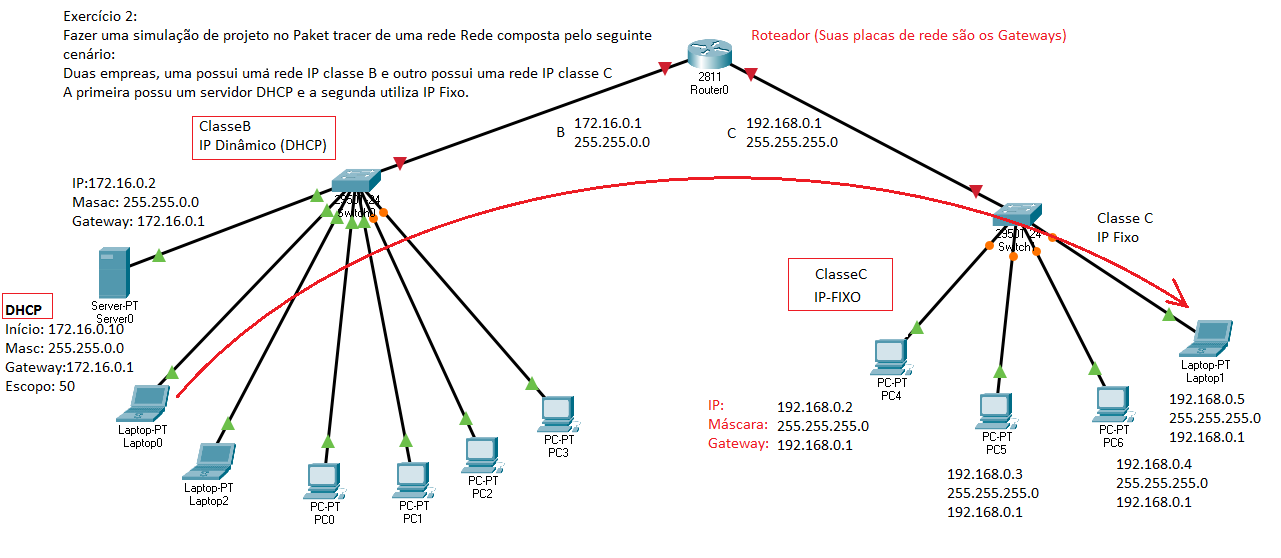 Exercício 2:
Fazer uma simulação de projeto no Paket tracer de uma rede Rede composta pelo seguinte
cenário:
Duas empreas, uma possui umá rede IP classe B e outro possui uma rede IP classe C
A primeira possu um servidor DHCP e a segunda utiliza IP Fixo.
Roteador (Suas placas de rede são os Gateways)
2811
Router0
ClasseB
IP Dinâmico (DHCP)
B
172.16.0.1
255.255.0.0
C
192.168.0.1
255.255.255.0
IP:172.16.0.2
Masac: 255.255.0.0
Gateway: 172.16.0.1
Switch0
Server-PT
Server0
DHCP
Início: 172.16.0.10
Masc: 255.255.0.0
Gateway:172.16.0.1
Escopo: 50
Laptop-PT
Laptop0
Laptop-PT
Laptop2
PC-PT
PC0
PC-PT
PC1
PC-PT
PC2
PC-PT
PC3
Classe C
IP Fixo
ClasseC
IP-FIXO
PC-PT
PC4
IP:
Máscara:
Gateway:
192.168.0.2
255.255.255.0
192.168.0.1
PC-PT
PC5
192.168.0.3
255.255.255.0
192.168.0.1
PC-PT
PC6
192.168.0.4
255.255.255.0
192.168.0.1
Laptop-PT
Laptop1
192.168.0.5
255.255.255.0
192.168.0.1